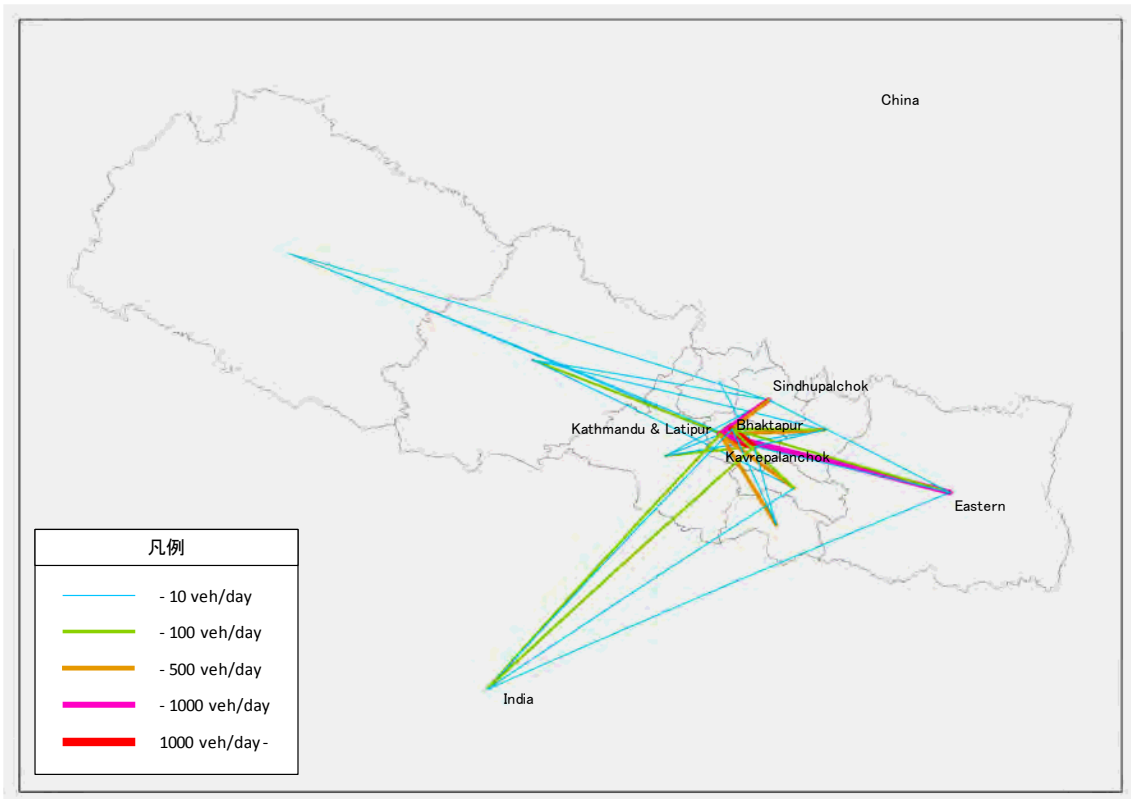 China
Sindhupalchok
Kathmandu & Latipur
Bhaktapur
Kavrepalanchok
Eastern
India
凡例
- 10 veh/day
- 100 veh/day
- 500 veh/day
- 1000 veh/day
1000 veh/day -